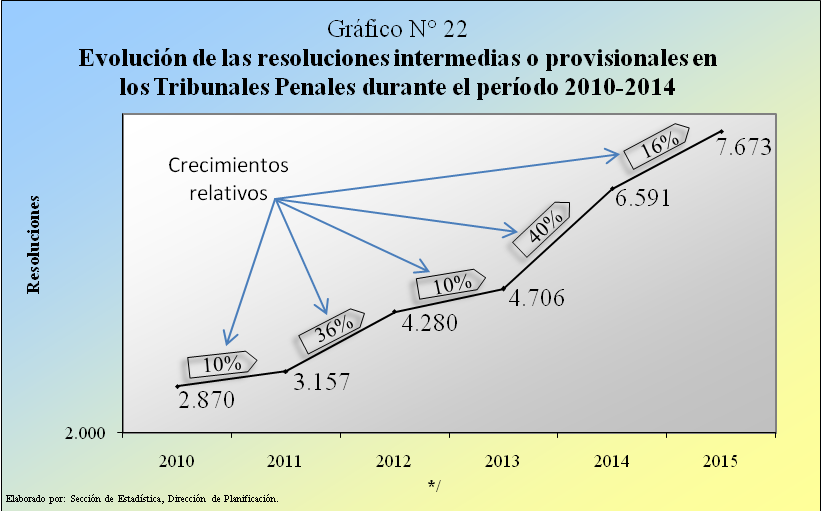 Gráfico N° 22
Evolución de las resoluciones intermedias o provisionales en
los Tribunales Penales durante el período 2010-2014
Crecimientos
relativos
16%
7.673
6.591
40%
10%
4.706
4.280
36%
10%
3.157
2.870
Resoluciones
2.000
2010 2011 2012 2013 2014 2015
*/
Elaborado por: Sección de Estadística, Dirección de Planificación.